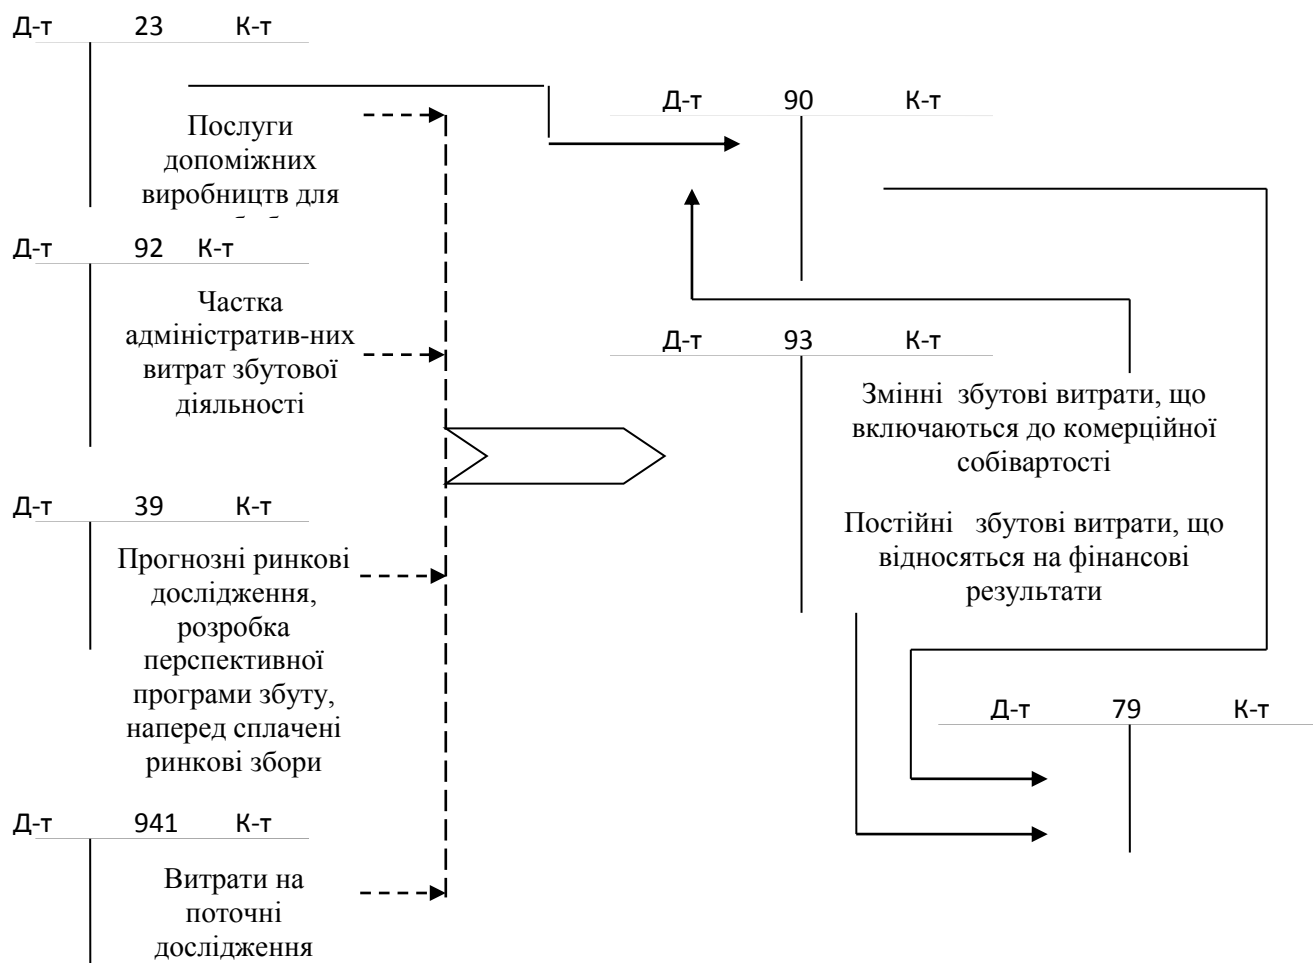 Д-т 23 К-т
Послуги
допоміжних
виробництв для
Д-т 92 К-т
Частка
адміністратив-них
витрат збутової
діяльності
Д-т 39 К-т
Прогнозні ринкові
дослідження,
розробка
перспективної
програми збуту,
наперед сплачені
ринкові збори
Д-т 941 К-т
Витрати на
поточні
дослідження
Д-т 90 К-т
Д-т 93 К-т
Змінні збутові витрати, що
включаються до комерційної
собівартості
Постійні збутові витрати, що
відносяться на фінансові
результати
Д-т 79 К-т